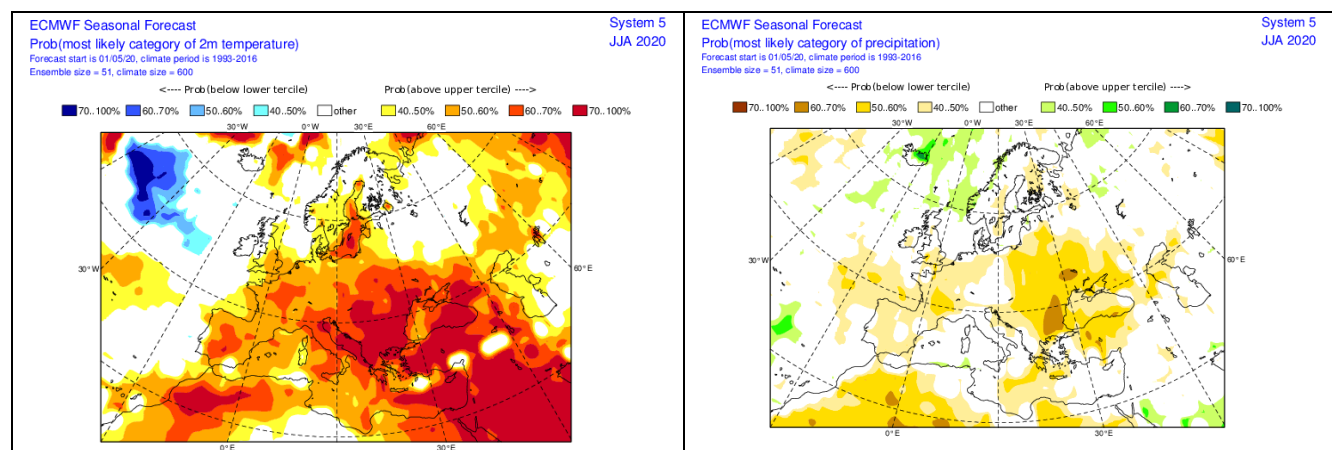 ECMWF Seasonal Forecast
System 5
Prob(most likely category of 2m temperature)
JJA 2020
Forecast start is 01/05/20, climate period is 1993-2016
Ensemble size = 51, climate size = 600
<---- Prob(below lower tercile)
Prob(above upper tercile) ---->
70..100%
60..70%
50..60%
40..50%
other
40..50%
50..60%
60..70%
70..100%
30°W
0°W
30°E
60°E
30°W
60°E
0°E
30°E
ECMWF Seasonal Forecast
System 5
Prob(most likely category of precipitation)
JJA 2020
Forecast start is 01/05/20, climate period is 1993-2016
Ensemble size = 51, climate size = 600
<---- Prob(below lower tercile)
Prob(above upper tercile) ---->
70..100%
60..70%
50..60%
40..50%
other
40..50%
50..60%
60..70%
70..100%
30°W
0°W
30°E
60°E
30°W
60°E
0°E
30°E